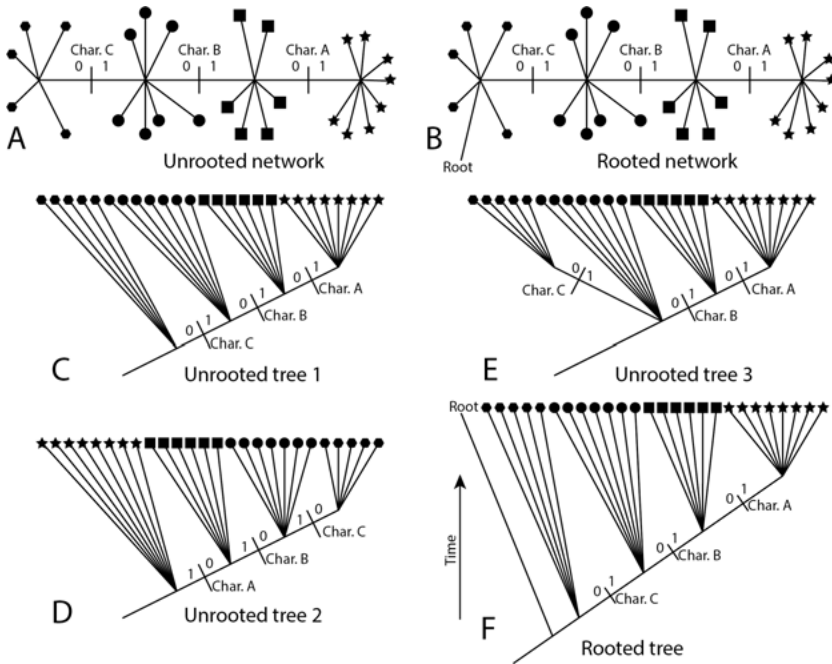 Char. C
0 1
Char. B
0 1
Char. A
0 1
A
Unrooted network
Char. C
0 1
Char. B
0 1
Char. A
0 1
B
Root
Rooted network
0 1
Char. A
0 1
Char. B
0 1
Char. C
C
Unrooted tree 1
0 1
Char. C
0 1
Char. A
0 1
Char. B
E
Unrooted tree 3
1 0
Char. C
1 0
Char. B
1 0
Char. A
D
Unrooted tree 2
Root
Time
0 1
Char. A
0 1
Char. B
0 1
Char. C
F
Rooted tree